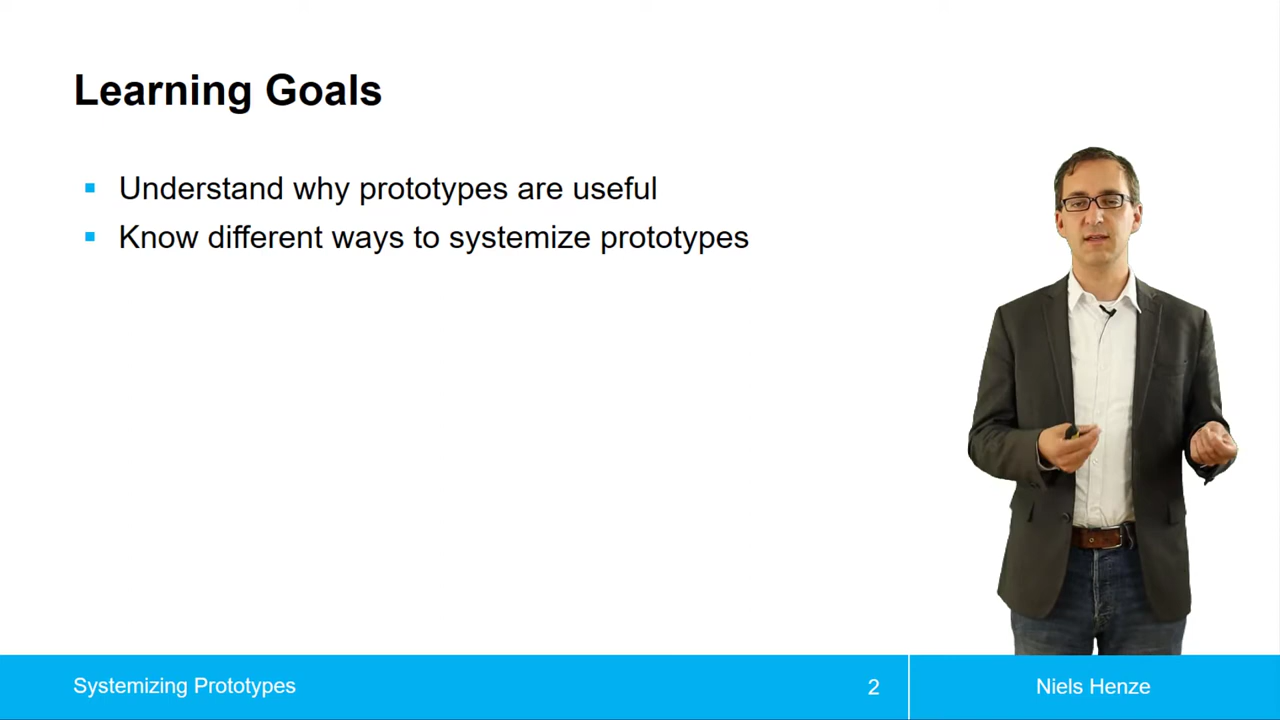 Learning Goals
Understand why prototypes are useful
Know different ways to systemize prototypes
Systemizing Prototypes
2
Niels Henze